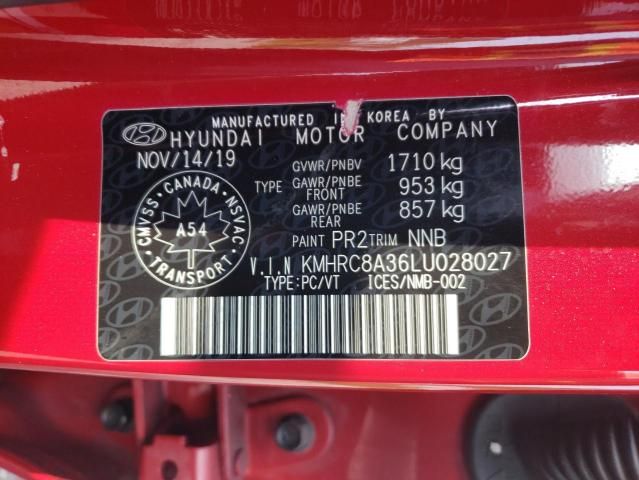 MANUFACTURED IN KOREA BY
HYUNDAI MOTOR COMPANY
NOV/14/19
GVWR/PNBV 1710 kg
TYPE GAWR/PNBE FRONT 953 kg
GAWR/PNBE REAR 857 kg
PAINT PR2 TRIM NNB
CANADA
CMVSS NSVAC
A54
TRANSPORT
V.I.N KMHRC8A36LU028027
TYPE:PC/VT ICES/NMB-002